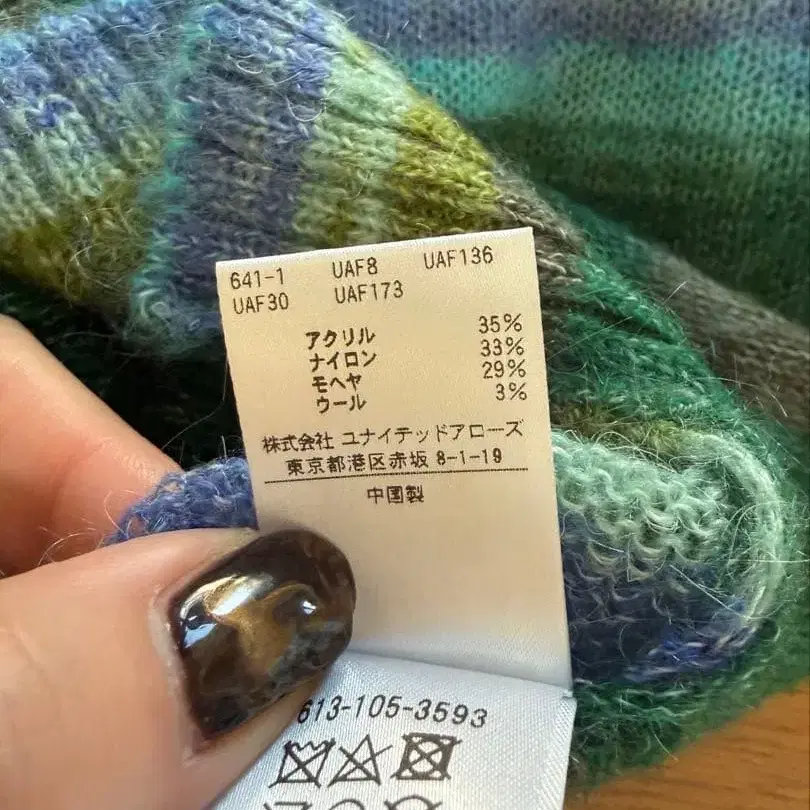 641-1 UAF8 UAF136
UAF30 UAF173
アクリル 35%
ナイロン 33%
モヘヤ 29%
ウール 3%
株式会社 ユナイテッドアローズ
東京都港区赤坂 8-1-19
中国製
613-105-3593